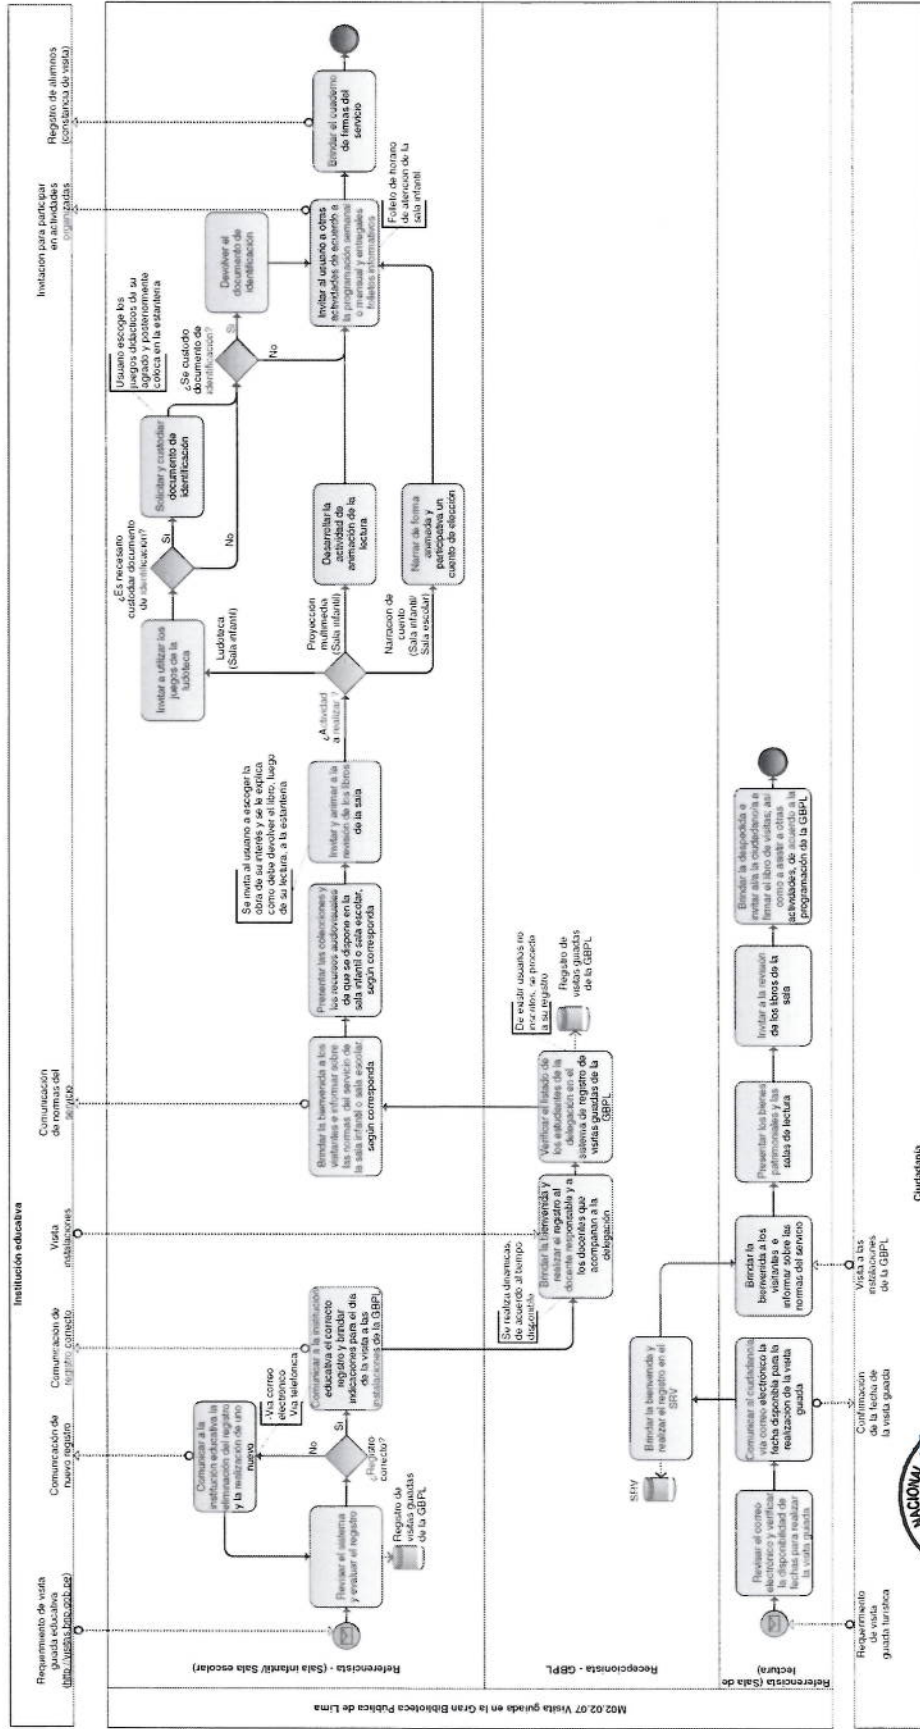 Institución educativa
Requerimiento de visita
guiada educativa
(http://visitas.bnp.gob.pe)
Comunicación de
nuevo registro
Comunicación de
registro correcto
Visita
instalaciones
Comunicación
de normas del
servicio
Invitación para participar
en actividades
organizadas
Registro de alumnos
(constancia de visita)
M02.02.07 Visita guiada en la Gran Biblioteca Pública de Lima
Referencista - (Sala infantil/ Sala escolar)
Revisar el sistema
y evaluar el registro
Registro de
visitas guiadas
de la GBPL
¿Registro
correcto?
No
Si
Comunicar a la
institución educativa la
eliminación del registro
y la realización de uno
nuevo
-Vía correo
electrónico
Vía telefónica
Comunicar a la institución
educativa el correcto
registro y brindar
indicaciones para el día
de la visita a las
instalaciones de la GBPL
Brindar la bienvenida a los
visitantes e informar sobre
las normas del servicio de
la sala infantil o sala escolar,
según corresponda
Presentar las colecciones y
los recursos audiovisuales
de que se dispone en la
sala infantil o sala escolar,
según corresponda
Se invita al usuario a escoger la
obra de su interés y se le explica
como debe devolver el libro, luego
de su lectura, a la estantería
Invitar y animar a la
revisión de los libros
de la sala
¿Actividad
a realizar?
Ludoteca
(Sala infantil)
Proyección
multimedia
(Sala infantil)
Narración de
cuento
(Sala infantil/
Sala escolar)
Invitar a utilizar los
juegos de la
ludoteca
¿Es necesario
custodiar documento
de identificación?
Si
No
Solicitar y custodiar
documento de
identificación
Usuario escoge los
juegos didácticos de su
agrado y posteriormente
coloca en la estantería
¿Se custodio
documento de
identificación?
Si
No
Devolver el
documento de
identificación
Desarrollar la
actividad de
animación de la
lectura
Narrar de forma
animada y
participativa un
cuento de elección
Invitar al usuario a otras
actividades de acuerdo a
la programación semanal
o mensual y entregales
folletos informativos
Folleto de horario
de atención de la
sala infantil
Brindar el cuaderno
de firmas del
servicio
Recepcionista - GBPL
Se realiza dinámicas,
de acuerdo al tiempo
disponible
Brindar la bienvenida y
realizar el registro al
docente responsable y a
los docentes que
acompañan a la
delegación
Verificar el listado de
los estudiantes de la
delegación en el
sistema de registro de
visitas guiadas de la
GBPL
De existir usuarios no
inscritos, se procede
a su registro
Registro de
visitas guiadas
de la GBPL
SRV
Brindar la bienvenida y
realizar el registro en el
SRV
Referencista (Sala de
lectura)
Revisar el correo
electrónico y verificar
la disponibilidad de
fechas para realizar
la visita guiada
Comunicar al ciudadano/a
vía correo electrónico la
fecha disponible para la
realización de la visita
guiada
Brindar la
bienvenida a los
visitantes e
informar sobre las
normas del servicio
Presentar los bienes
patrimoniales y las
salas de lectura
Invitar a la revisión
de los libros de la
sala
Brindar la despedida e
invitar a/a la ciudadano/a a
firmar el libro de visitas; así
como a asistir a otras
actividades, de acuerdo a la
programación de la GBPL
Requerimiento
de visita
guiada turística
Confirmación
de la fecha de
la visita guiada
Visita a las
instalaciones
de la GBPL
Ciudadanía
NACIONAL